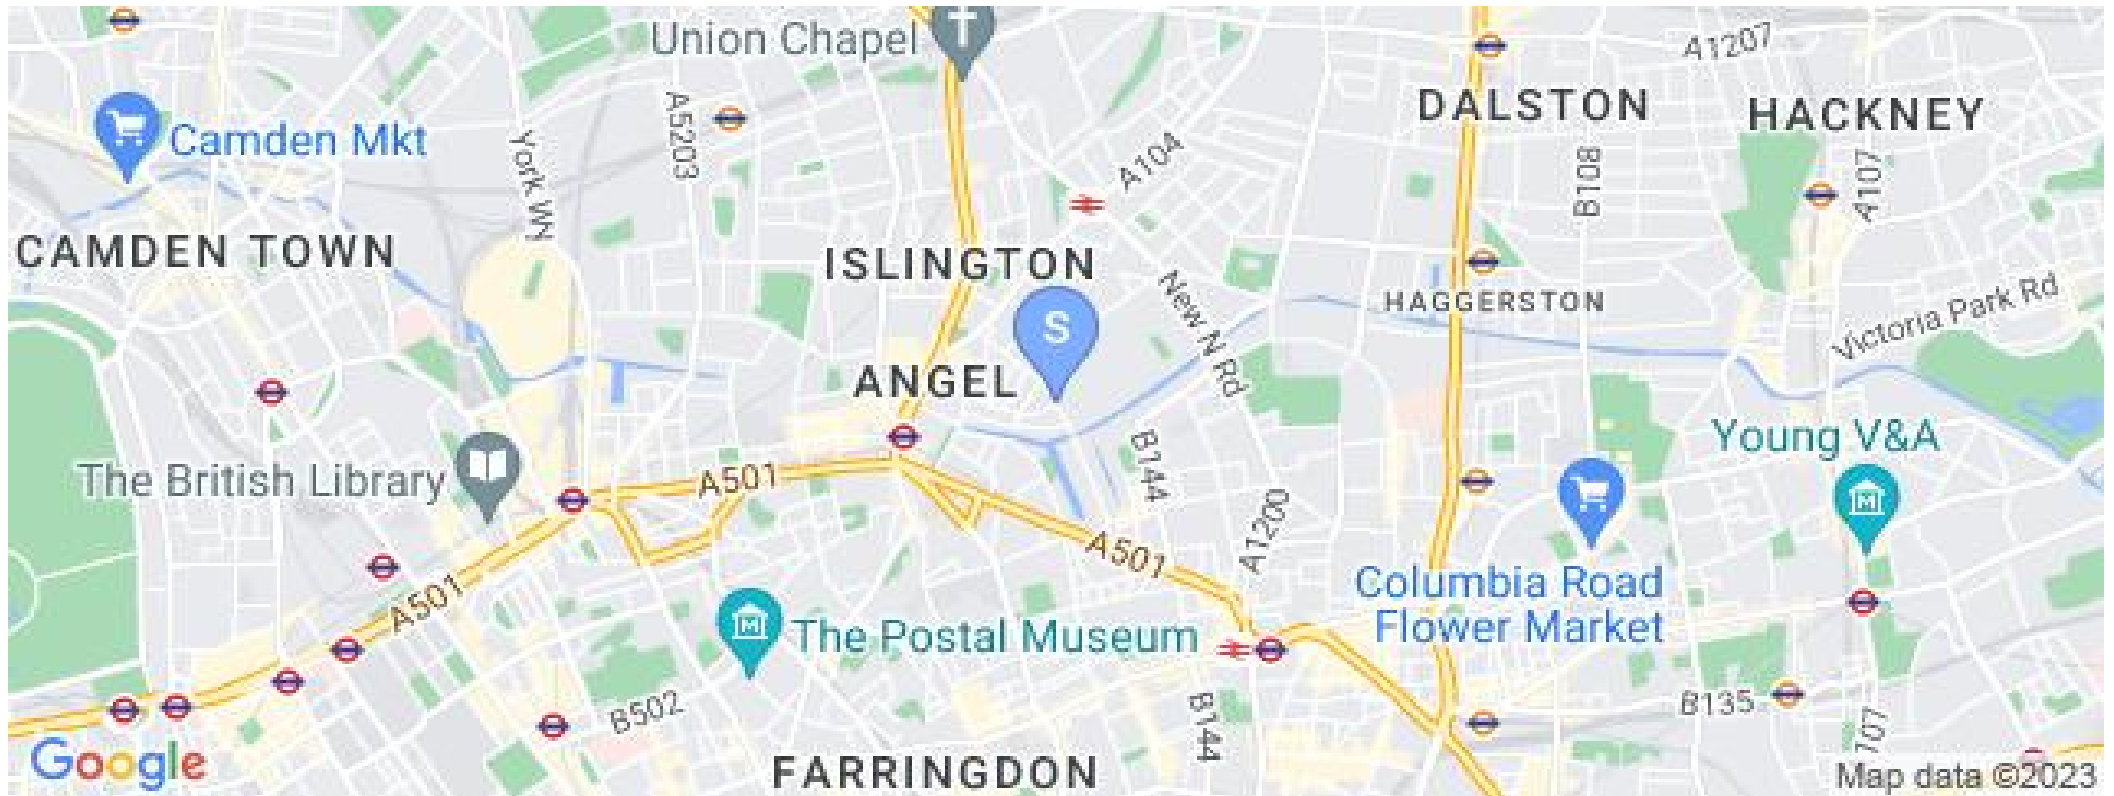 Union Chapel
A1207
DALSTON
HACKNEY
Camden Mkt
York Wy
A5203
A104
B108
A107
CAMDEN TOWN
ISLINGTON
New N Rd
HAGGERSTON
Victoria Park Rd
S
ANGEL
Young V&A
The British Library
A501
B144
A1200
A501
A501
Columbia Road
Flower Market
The Postal Museum
B502
B144
B135
107
FARRINGDON
Google
Map data ©2023